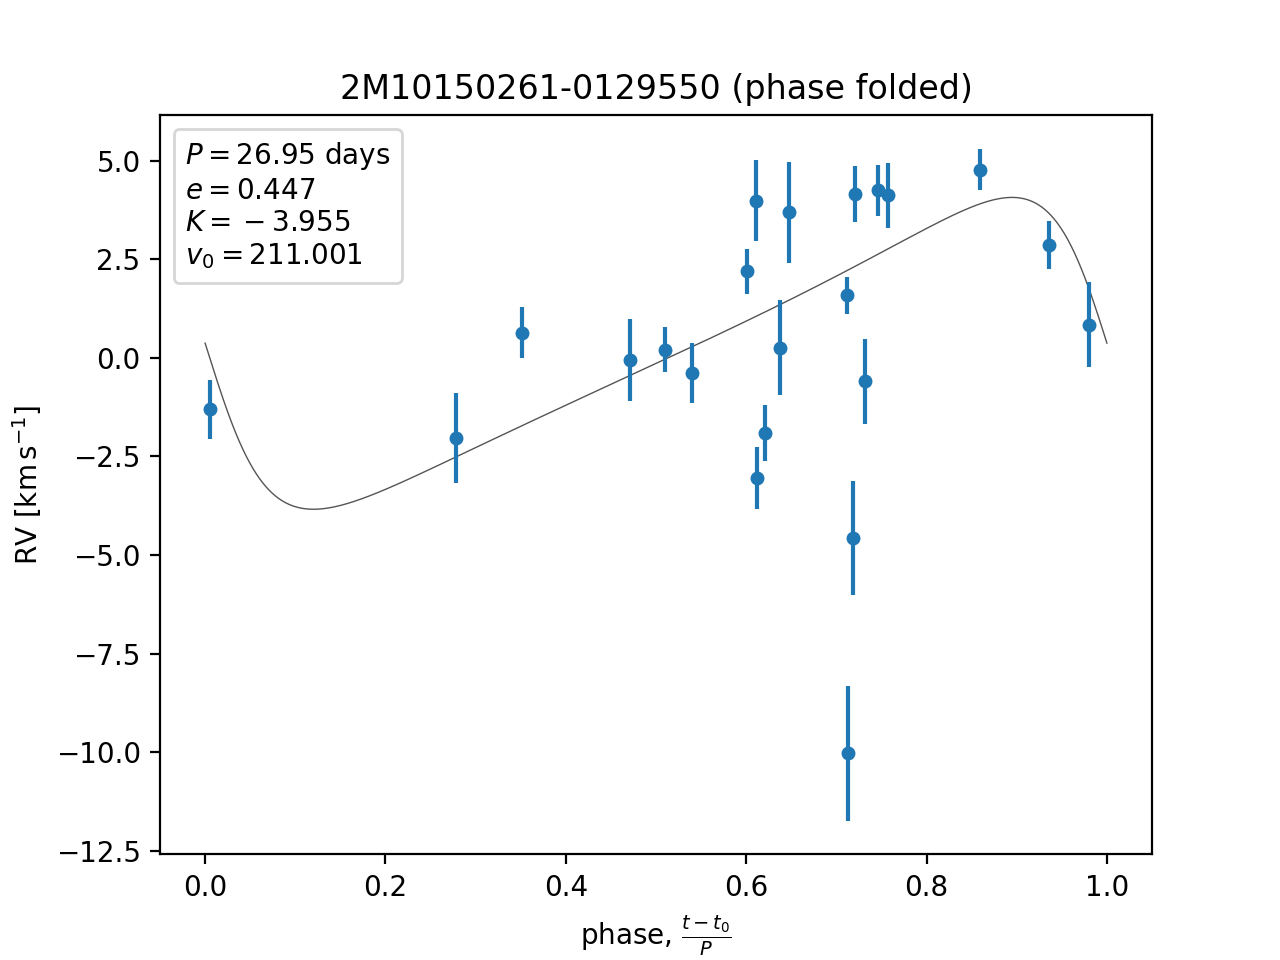 2M10150261-0129550 (phase folded)
P = 26.95 days
e = 0.447
K = −3.955
v₀ = 211.001
5.0
2.5
0.0
−2.5
−5.0
−7.5
−10.0
−12.5
RV [km s⁻¹]
0.0 0.2 0.4 0.6 0.8 1.0
phase, (t − t₀)/P